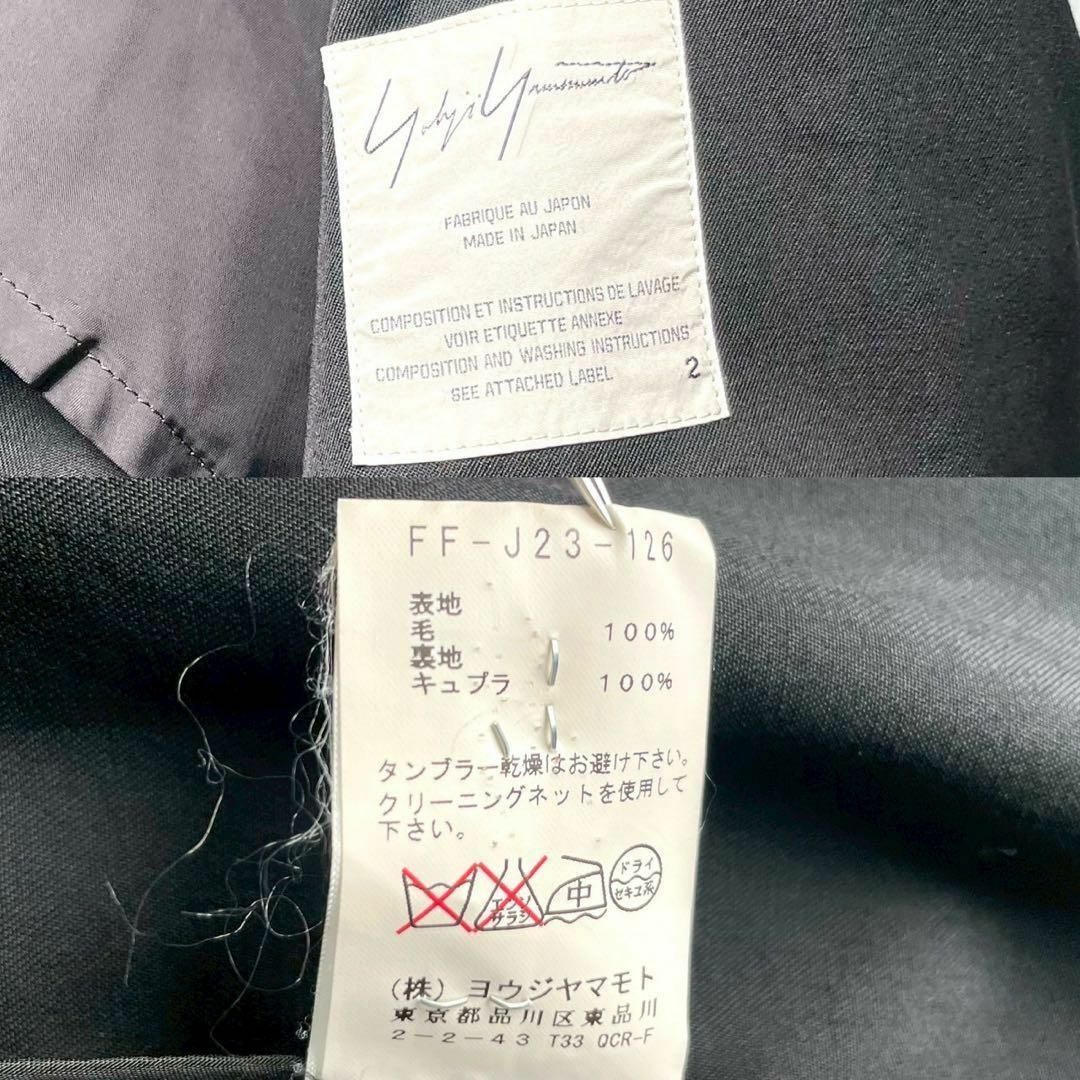 Yohji Yamamoto
FABRIQUE AU JAPON
MADE IN JAPAN
COMPOSITION ET INSTRUCTIONS DE LAVAGE
VOIR ETIQUETTE ANNEXE
COMPOSITION AND WASHING INSTRUCTIONS
SEE ATTACHED LABEL
2
FF-J23-126
表地
毛 100%
裏地
キュプラ 100%
タンブラー乾燥はお避け下さい。
クリーニングネットを使用して
下さい。
エンソ
サラシ
中
ドライ
セキユ系
(株) ヨウジヤマモト
東京都品川区東品川
2-2-43 T33 QCR-F